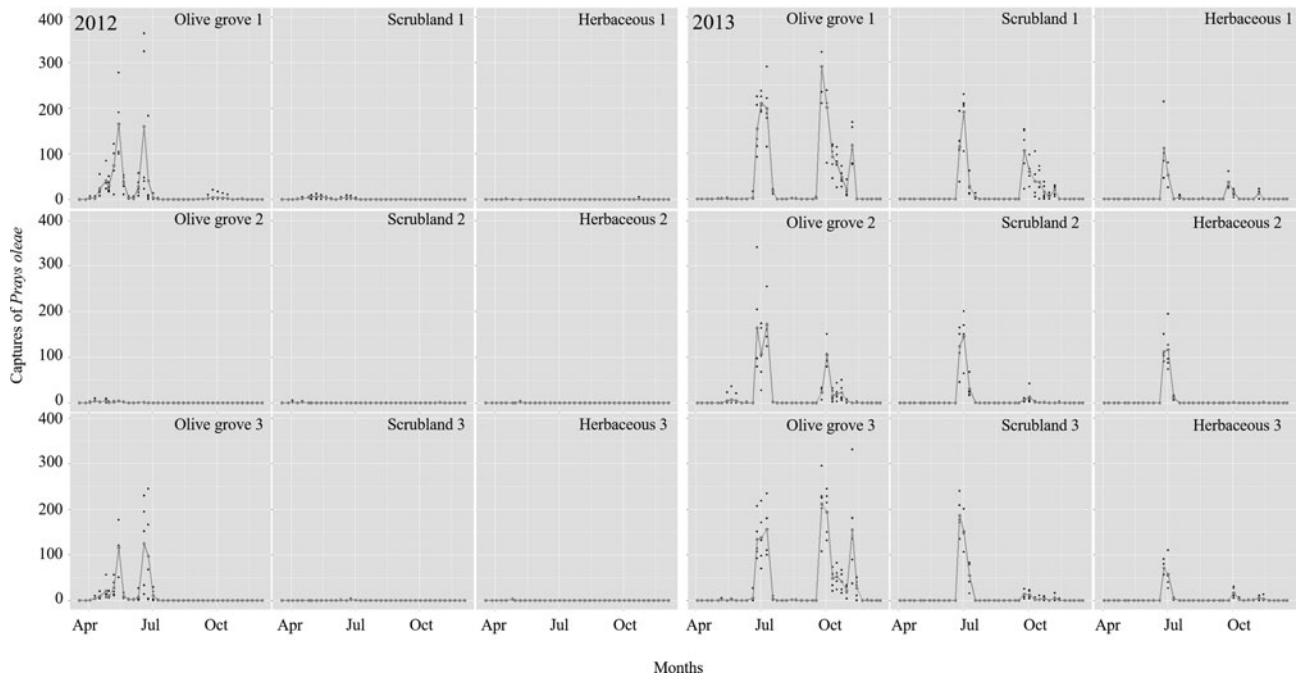 2012 Olive grove 1 Scrubland 1 Herbaceous 1 2013 Olive grove 1 Scrubland 1 Herbaceous 1
400
300
200
100
0
Olive grove 2 Scrubland 2 Herbaceous 2 Olive grove 2 Scrubland 2 Herbaceous 2
400
300
200
100
0
Olive grove 3 Scrubland 3 Herbaceous 3 Olive grove 3 Scrubland 3 Herbaceous 3
400
300
200
100
0
Captures of Prays oleae
Apr Jul Oct Apr Jul Oct Apr Jul Oct Apr Jul Oct Apr Jul Oct Apr Jul Oct
Months